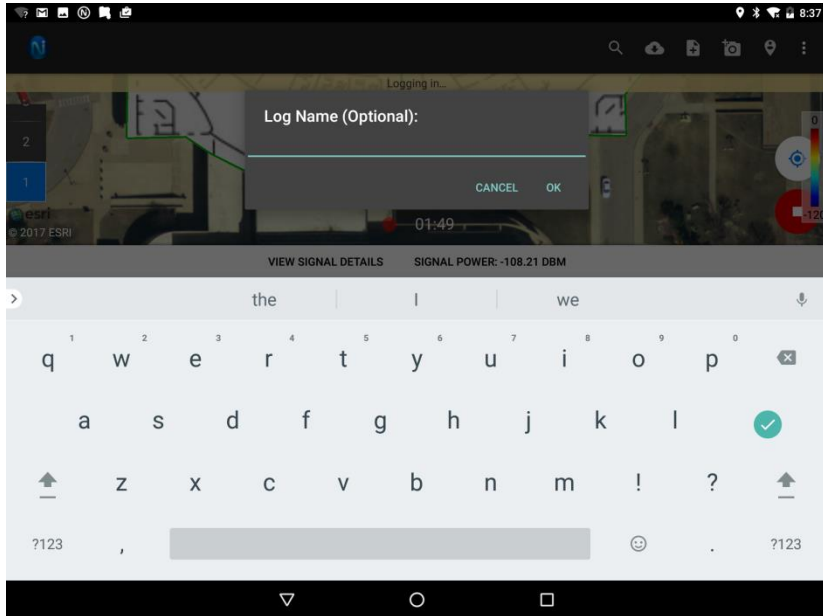 8:37
Logging in...
Log Name (Optional):
CANCEL OK
2
1
0
-120
esri
© 2017 ESRI
01:49
VIEW SIGNAL DETAILS SIGNAL POWER: -108.21 DBM
the I we
1 2 3 4 5 6 7 8 9 0
q w e r t y u i o p
a s d f g h j k l
z x c v b n m ! ?
?123 , . ?123